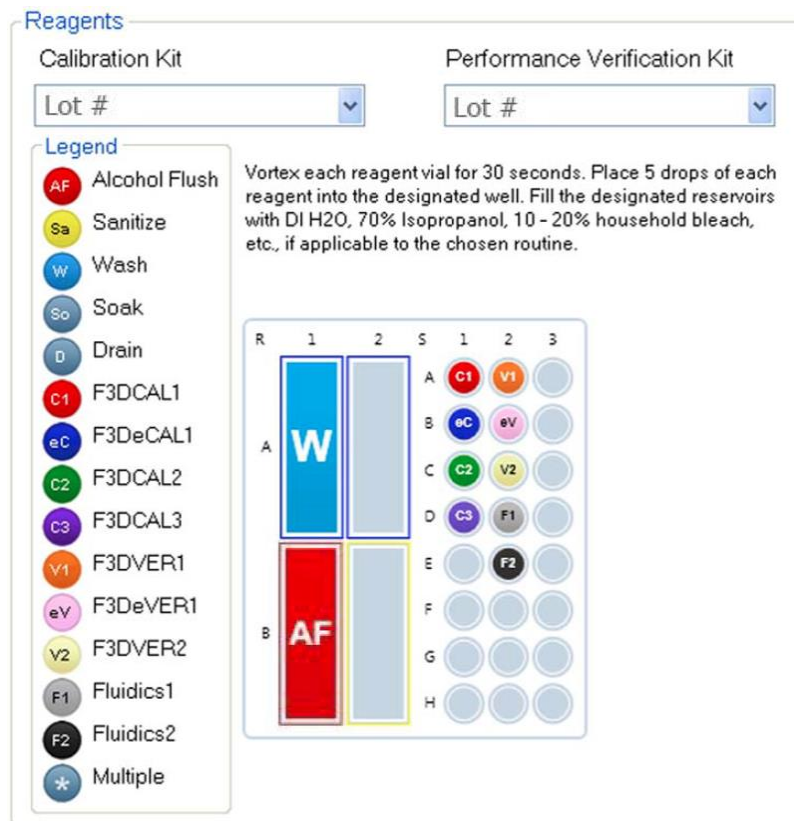 Reagents
Calibration Kit
Performance Verification Kit
Lot #
Lot #
Legend
AF Alcohol Flush
Sa Sanitize
W Wash
So Soak
D Drain
C1 F3DCAL1
eC F3DeCAL1
C2 F3DCAL2
C3 F3DCAL3
V1 F3DVER1
eV F3DeVER1
V2 F3DVER2
F1 Fluidics1
F2 Fluidics2
* Multiple
Vortex each reagent vial for 30 seconds. Place 5 drops of each
reagent into the designated well. Fill the designated reservoirs
with DI H2O, 70% Isopropanol, 10 - 20% household bleach,
etc., if applicable to the chosen routine.
R 1 2 S 1 2 3
A C1 V1
B eC eV
A W
C C2 V2
D C3 F1
E F2
F
B AF
G
H